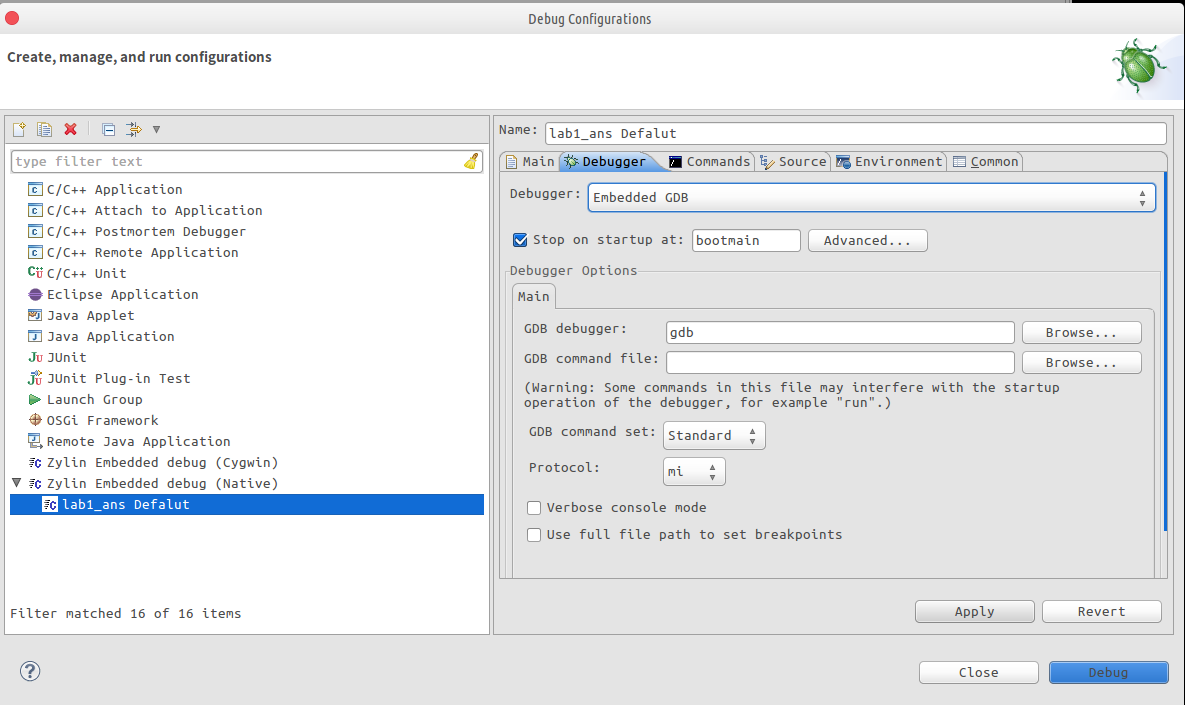 Debug Configurations
Create, manage, and run configurations
type filter text
C/C++ Application
C/C++ Attach to Application
C/C++ Postmortem Debugger
C/C++ Remote Application
C/C++ Unit
Eclipse Application
Java Applet
Java Application
JUnit
JUnit Plug-in Test
Launch Group
OSGi Framework
Remote Java Application
Zylin Embedded debug (Cygwin)
Zylin Embedded debug (Native)
lab1_ans Defalut
Filter matched 16 of 16 items
Name: lab1_ans Defalut
Main Debugger Commands Source Environment Common
Debugger: Embedded GDB
Stop on startup at: bootmain Advanced...
Debugger Options
Main
GDB debugger: gdb Browse...
GDB command file: Browse...
(Warning: Some commands in this file may interfere with the startup
operation of the debugger, for example "run".)
GDB command set: Standard
Protocol: mi
Verbose console mode
Use full file path to set breakpoints
Apply Revert
? Close Debug